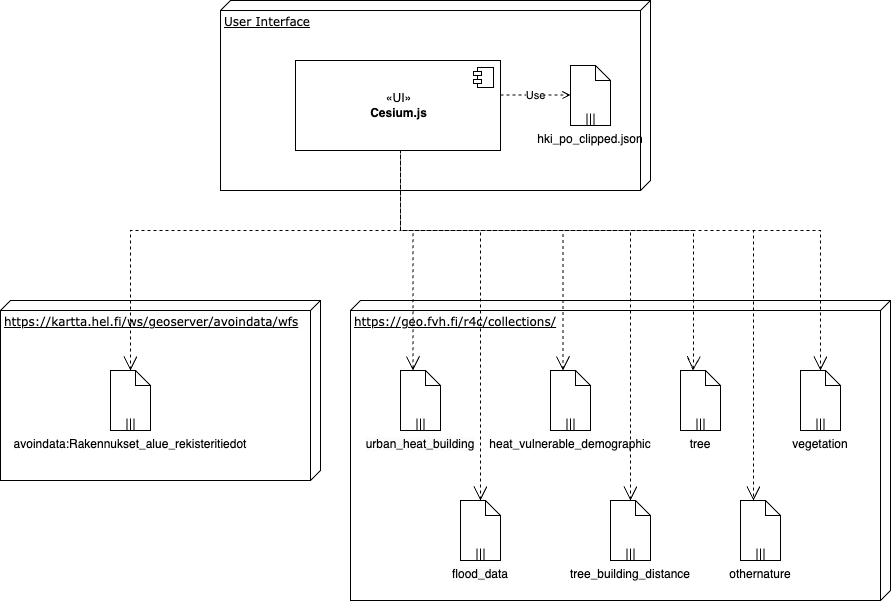 User Interface
«UI»
Cesium.js
Use
hki_po_clipped.json
https://kartta.hel.fi/ws/geoserver/avoindata/wfs
avoindata:Rakennukset_alue_rekisteritiedot
https://geo.fvh.fi/r4c/collections/
urban_heat_building
heat_vulnerable_demographic
tree
vegetation
flood_data
tree_building_distance
othernature